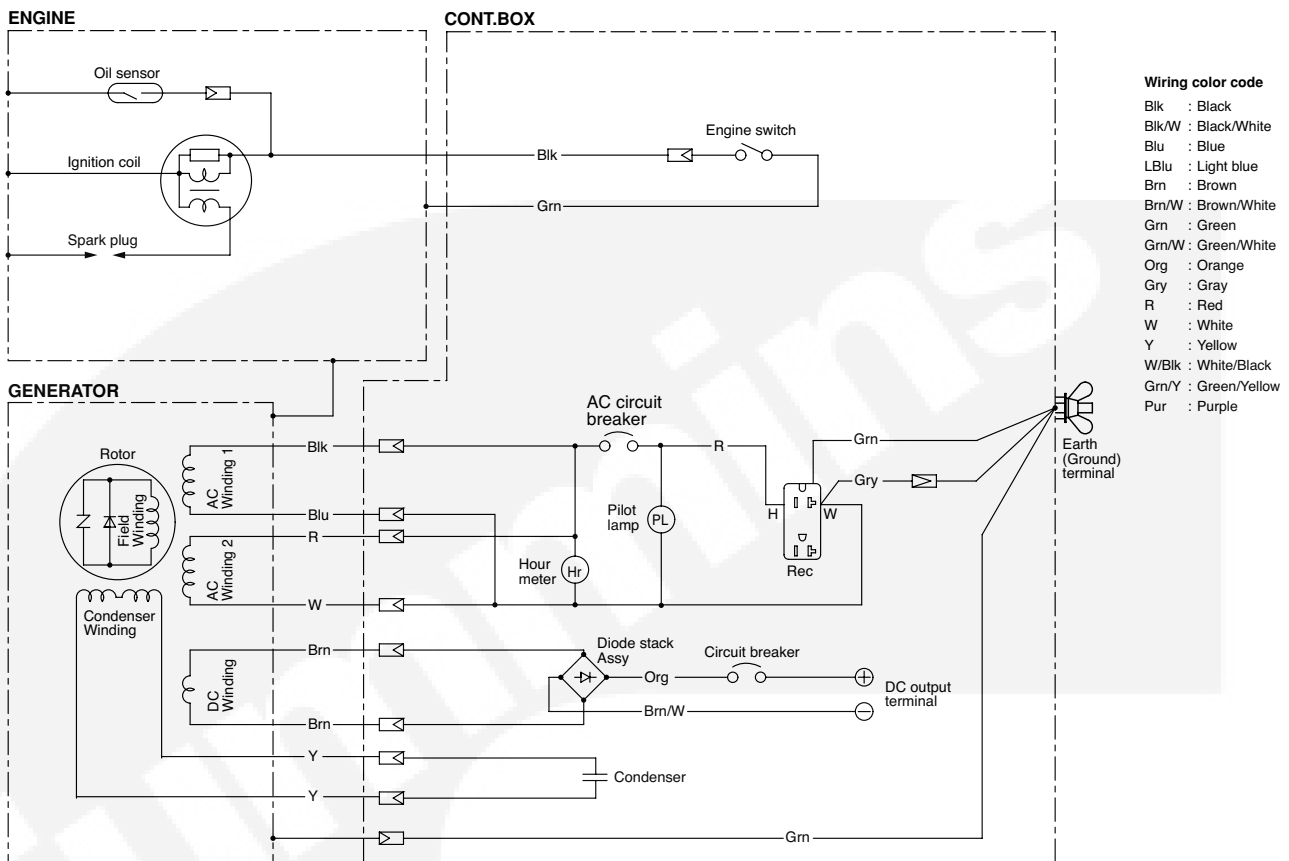 ENGINE
CONT.BOX
Oil sensor
Ignition coil
Spark plug
Engine switch
Blk
Grn
Wiring color code
Blk : Black
Blk/W : Black/White
Blu : Blue
LBlu : Light blue
Brn : Brown
Brn/W : Brown/White
Grn : Green
Grn/W : Green/White
Org : Orange
Gry : Gray
R : Red
W : White
Y : Yellow
W/Blk : White/Black
Grn/Y : Green/Yellow
Pur : Purple
GENERATOR
Rotor
Field
Winding
AC
Winding 1
AC
Winding 2
Condenser
Winding
DC
Winding
Blk
Blu
R
W
Brn
Brn
Y
Y
AC circuit
breaker
R
Pilot
lamp
PL
Hour
meter
Hr
H
W
Rec
Grn
Gry
Earth
(Ground)
terminal
Diode stack
Assy
Circuit breaker
Org
Brn/W
DC output
terminal
Condenser
Grn
ummins